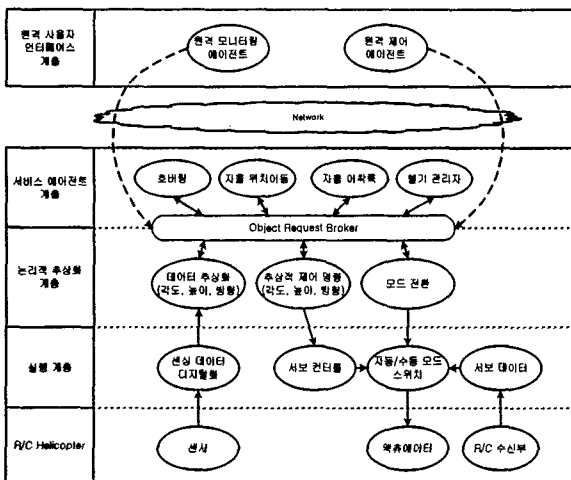 원격 사용자
인터페이스
계층
원격 모니터링
에이전트
원격 제어
에이전트
Network
서비스 에이전트
계층
호버링
자율 위치이동
자율 이착륙
헬기 관리자
Object Request Broker
논리적 추상화
계층
데이터 추상화
(각도, 높이, 방향)
추상적 제어 명령
(각도, 높이, 방향)
모드 전환
실행 계층
센싱 데이터
디지털화
서보 컨터롤
자동/수동 모드
스위치
서보 데이터
R/C Helicopter
센서
액츄에이터
R/C 수신부